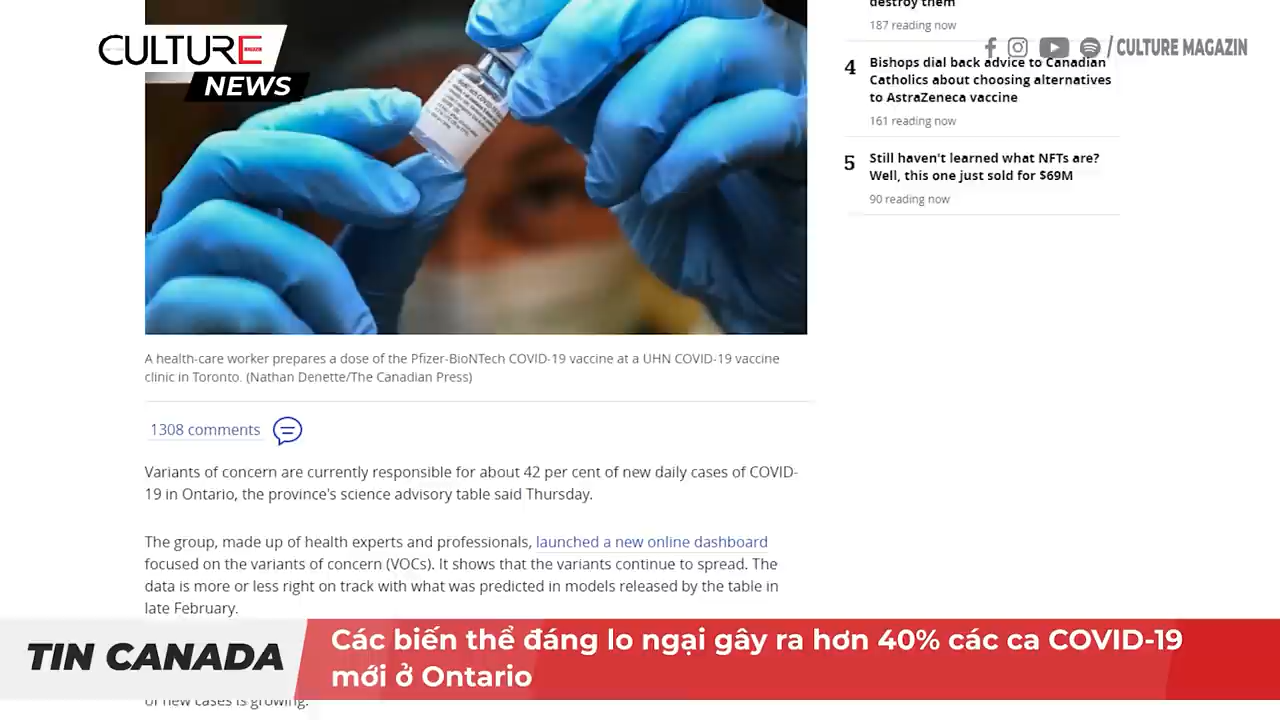 CULTURE
NEWS
destroy them
187 reading now
/ CULTURE MAGAZIN
4 Bishops dial back advice to Canadian
Catholics about choosing alternatives
to AstraZeneca vaccine
161 reading now
5 Still haven't learned what NFTs are?
Well, this one just sold for $69M
90 reading now
A health-care worker prepares a dose of the Pfizer-BioNTech COVID-19 vaccine at a UHN COVID-19 vaccine
clinic in Toronto. (Nathan Denette/The Canadian Press)
1308 comments
Variants of concern are currently responsible for about 42 per cent of new daily cases of COVID-
19 in Ontario, the province's science advisory table said Thursday.
The group, made up of health experts and professionals, launched a new online dashboard
focused on the variants of concern (VOCs). It shows that the variants continue to spread. The
data is more or less right on track with what was predicted in models released by the table in
late February.
TIN CANADA
Các biến thể đáng lo ngại gây ra hơn 40% các ca COVID-19
mới ở Ontario
of new cases is growing.